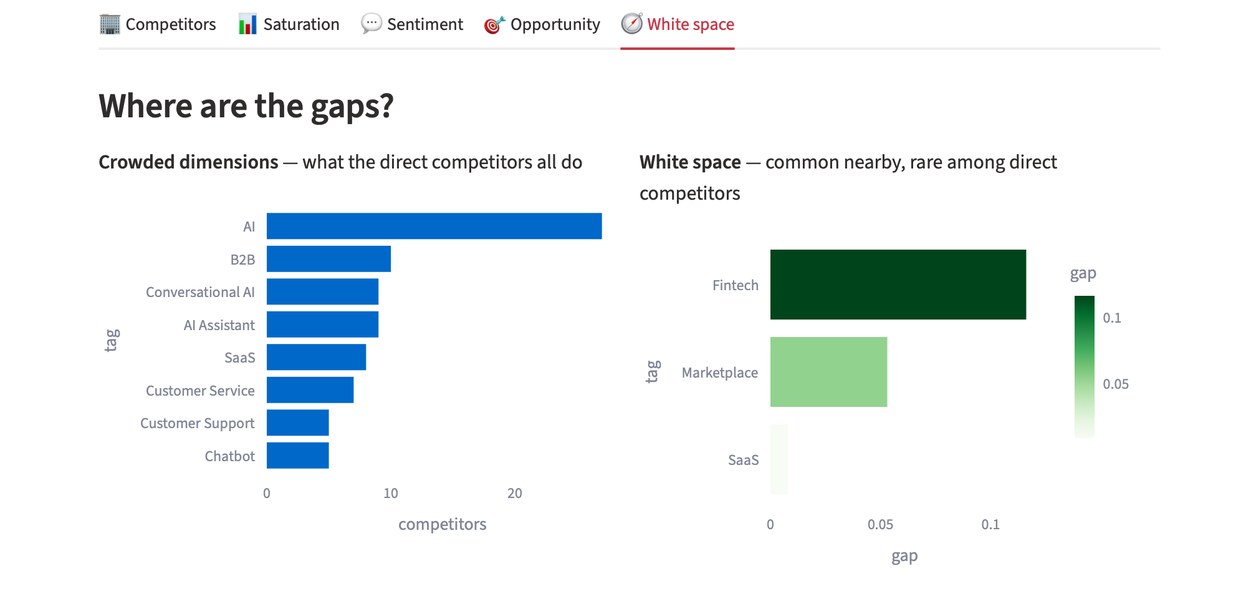 Competitors Saturation Sentiment Opportunity White space
Where are the gaps?
Crowded dimensions — what the direct competitors all do
AI
B2B
Conversational AI
AI Assistant
SaaS
Customer Service
Customer Support
Chatbot
tag
0 10 20
competitors
White space — common nearby, rare among direct
competitors
Fintech
Marketplace
SaaS
tag
0 0.05 0.1
gap
gap
0.1
0.05